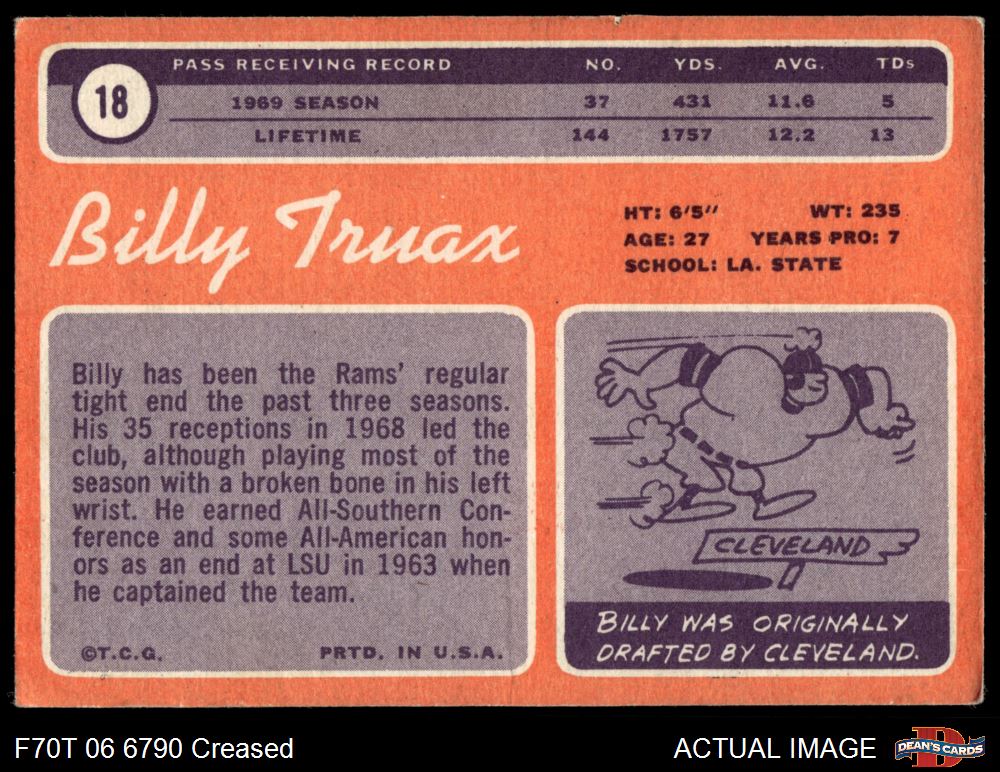 PASS RECEIVING RECORD NO. YDS. AVG. TDs
18
1969 SEASON 37 431 11.6 5
LIFETIME 144 1757 12.2 13
Billy Truax
HT: 6'5" WT: 235
AGE: 27 YEARS PRO: 7
SCHOOL: LA. STATE
Billy has been the Rams' regular
tight end the past three seasons.
His 35 receptions in 1968 led the
club, although playing most of the
season with a broken bone in his left
wrist. He earned All-Southern Con-
ference and some All-American hon-
ors as an end at LSU in 1963 when
he captained the team.
©T.C.G. PRTD. IN U.S.A.
CLEVELAND
BILLY WAS ORIGINALLY
DRAFTED BY CLEVELAND.
F70T 06 6790 Creased
ACTUAL IMAGE
DEAN'S CARDS